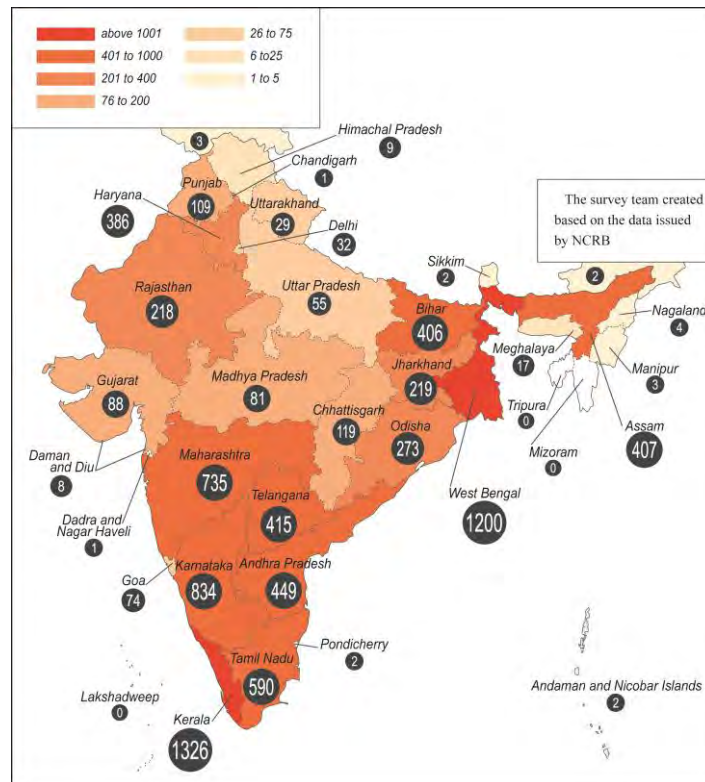 above 1001
401 to 1000
201 to 400
76 to 200
26 to 75
6 to25
1 to 5
The survey team created
based on the data issued
by NCRB
3
Himachal Pradesh
9
Chandigarh
1
Punjab
109
Haryana
386
Uttarakhand
29
Delhi
32
Rajasthan
218
Uttar Pradesh
55
Sikkim
2
2
Nagaland
4
Bihar
406
Meghalaya
17
Manipur
3
Jharkhand
219
Gujarat
88
Madhya Pradesh
81
Chhattisgarh
119
Odisha
273
Tripura
0
Mizoram
0
Assam
407
Daman
and Diu
8
Maharashtra
735
Telangana
415
West Bengal
1200
Dadra and
Nagar Haveli
1
Goa
74
Karnataka
834
Andhra Pradesh
449
Pondicherry
2
Tamil Nadu
590
Lakshadweep
0
Kerala
1326
Andaman and Nicobar Islands
2